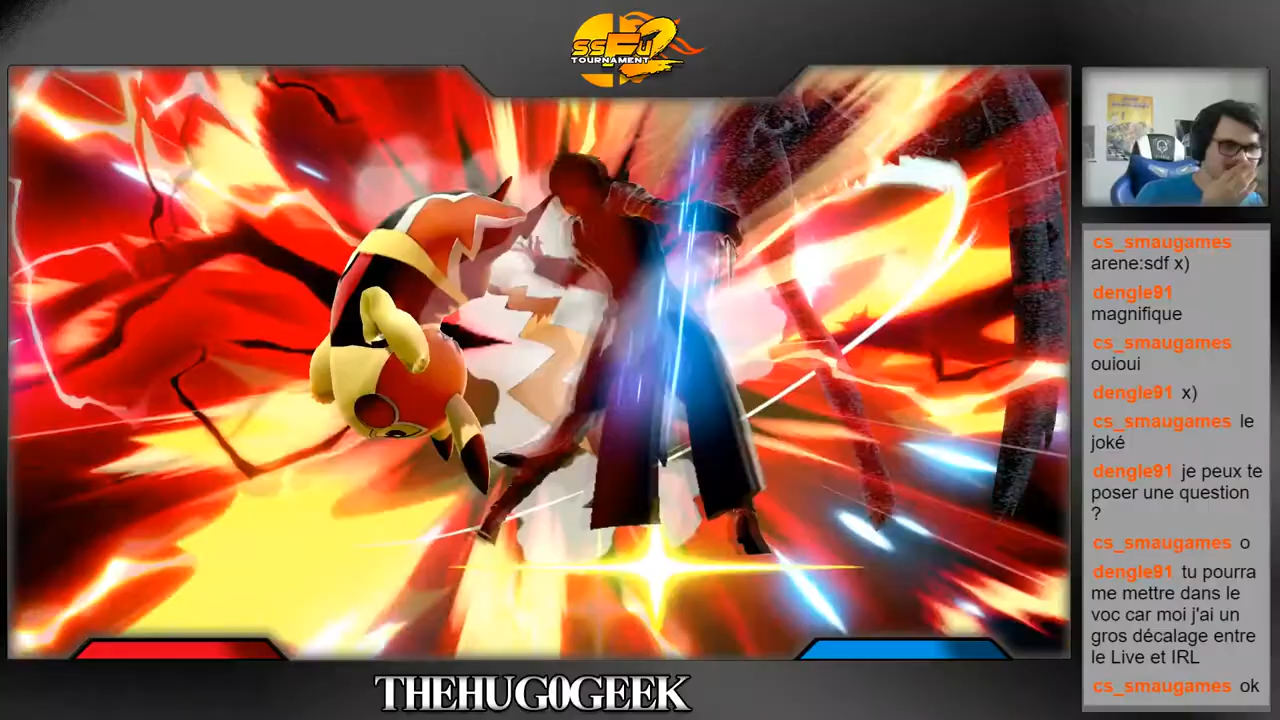 SSFU2
TOURNAMENT
cs_smaugames
arene:sdf x)
dengle91
magnifique
cs_smaugames
ouioui
dengle91 x)
cs_smaugames le
joké
dengle91 je peux te
poser une question
?
cs_smaugames o
dengle91 tu pourra
me mettre dans le
voc car moi j'ai un
gros décalage entre
le Live et IRL
cs_smaugames ok
THEHUG0GEEK